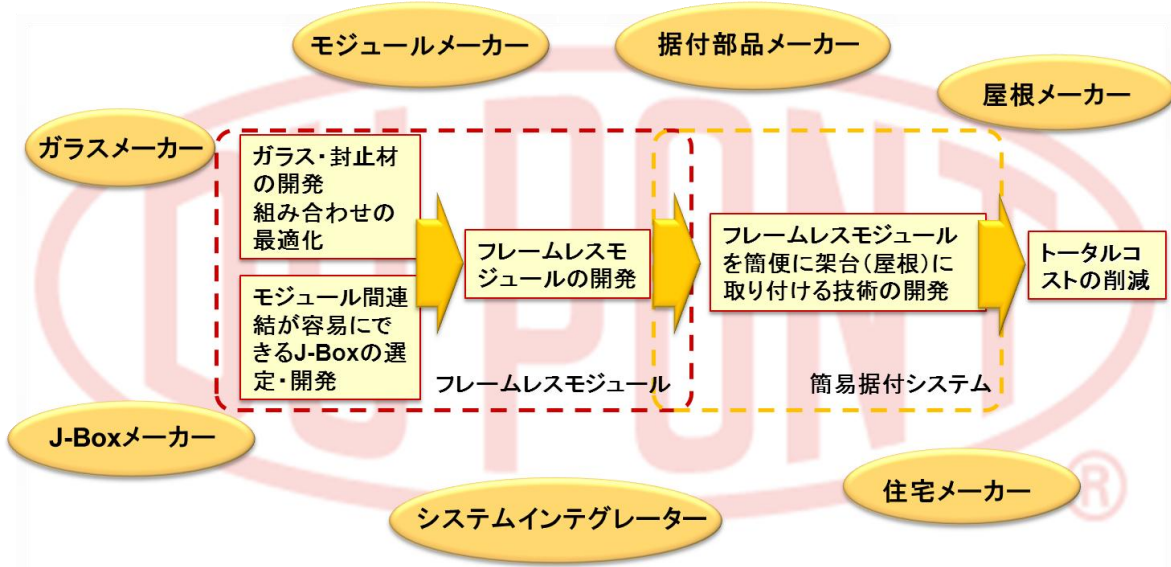 モジュールメーカー
据付部品メーカー
屋根メーカー
ガラスメーカー
ガラス・封止材
の開発
組み合わせの
最適化
モジュール間連
結が容易にで
きるJ-Boxの選
定・開発
フレームレスモ
ジュールの開発
フレームレスモジュール
フレームレスモジュール
を簡便に架台(屋根)に
取り付ける技術の開発
簡易据付システム
トータルコ
ストの削減
J-Boxメーカー
システムインテグレーター
住宅メーカー
DUPONT
®